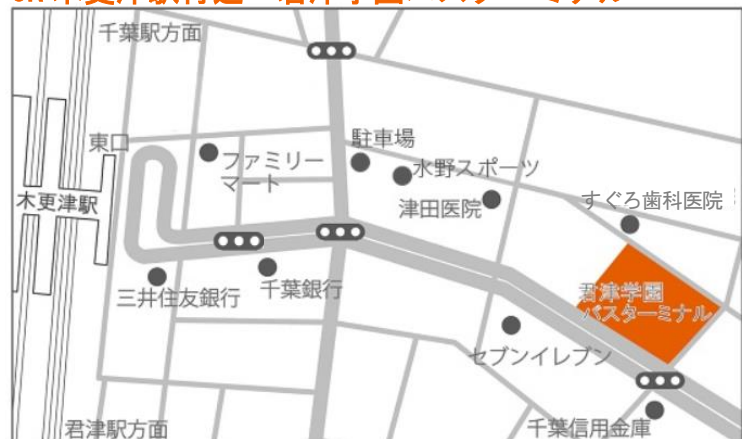 千葉駅方面
東口
駐車場
ファミリー
マート
水野スポーツ
木更津駅
津田医院
すぐろ歯科医院
三井住友銀行
千葉銀行
君津学園
バスターミナル
セブンイレブン
君津駅方面
千葉信用金庫